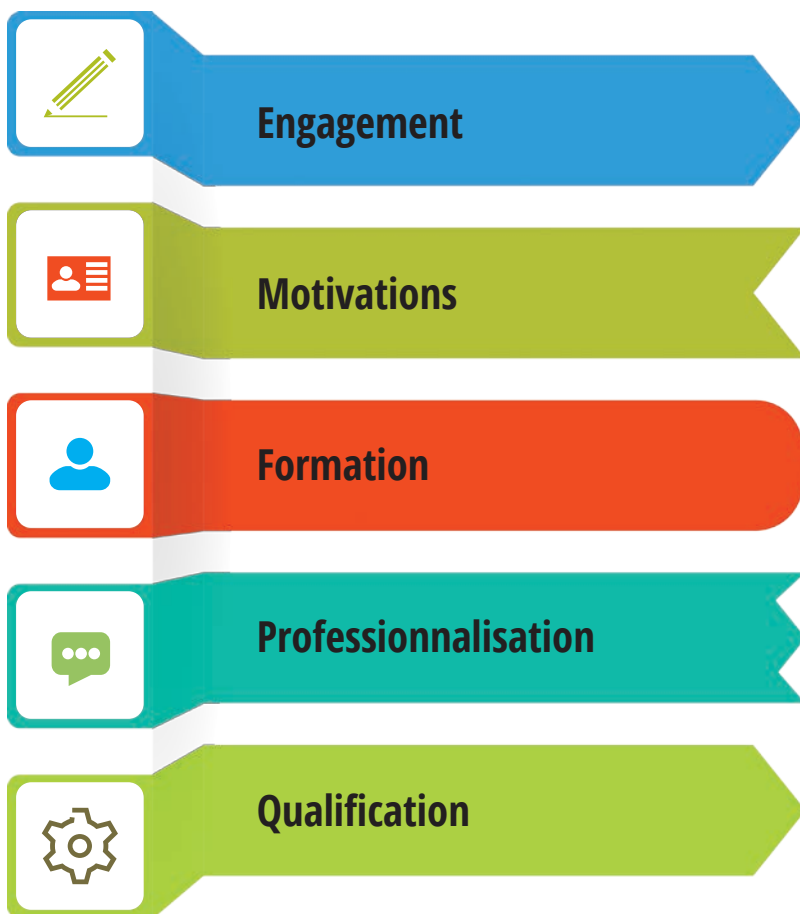 Engagement
Motivations
Formation
Professionnalisation
Qualification